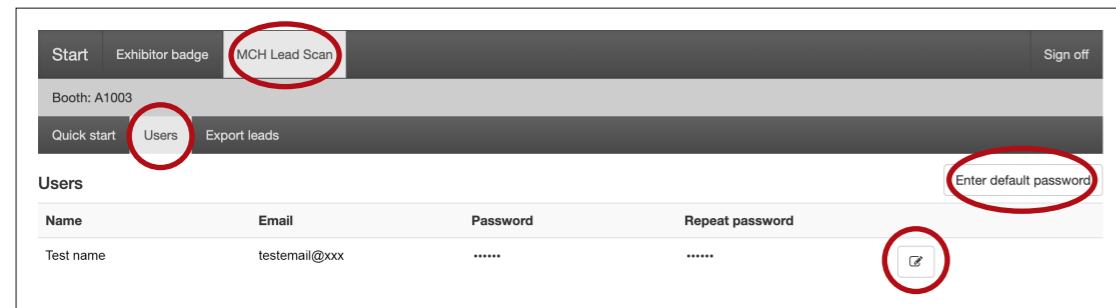 Start Exhibitor badge MCH Lead Scan Sign off
Booth: A1003
Quick start Users Export leads
Users Enter default password
Name Email Password Repeat password
Test name testemail@xxx •••••• ••••••